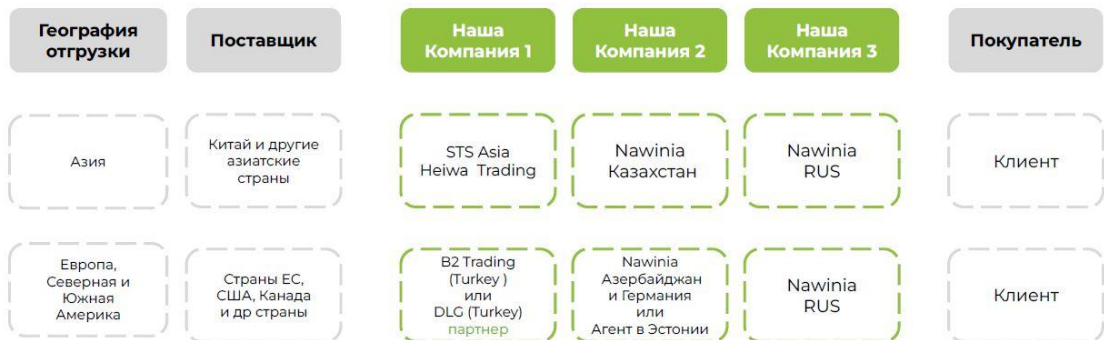 География
отгрузки
Поставщик
Наша
Компания 1
Наша
Компания 2
Наша
Компания 3
Покупатель
Азия
Китай и другие
азиатские
страны
STS Asia
Heiwa Trading
Nawinia
Казахстан
Nawinia
RUS
Клиент
Европа,
Северная и
Южная
Америка
Страны ЕС,
США, Канада
и др страны
B2 Trading
(Turkey )
или
DLG (Turkey)
партнер
Nawinia
Азербайджан
и Германия
или
Агент в Эстонии
Nawinia
RUS
Клиент